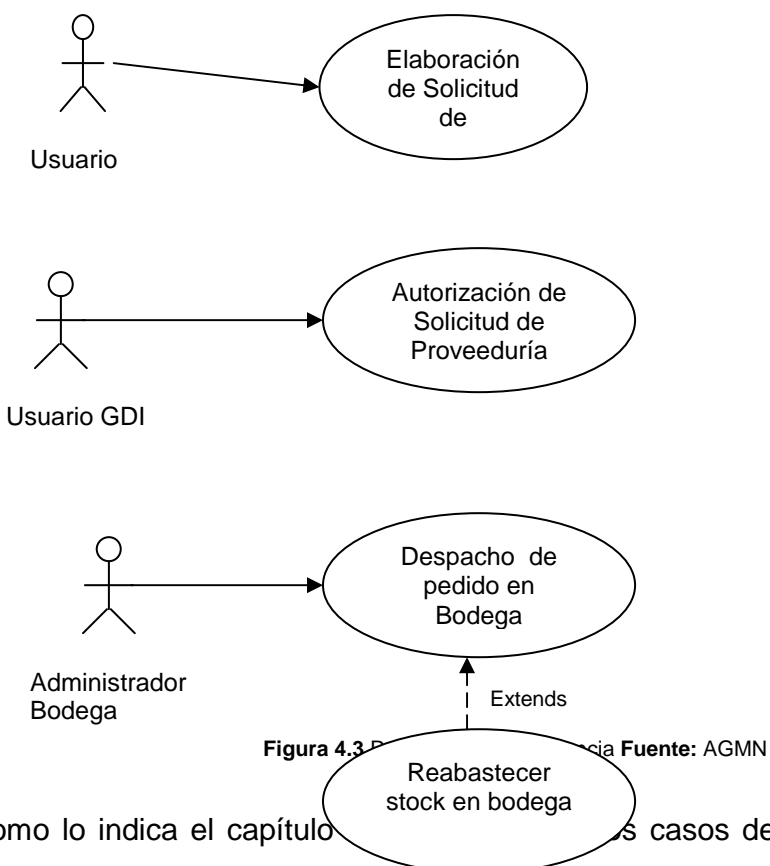 Elaboración
de Solicitud
de
Usuario
Autorización de
Solicitud de
Proveeduría
Usuario GDI
Despacho de
pedido en
Bodega
Administrador
Bodega
Extends
Figura 4.3 Fuente: AGMN
Reabastecer
stock en bodega
omo lo indica el capítulo s casos de